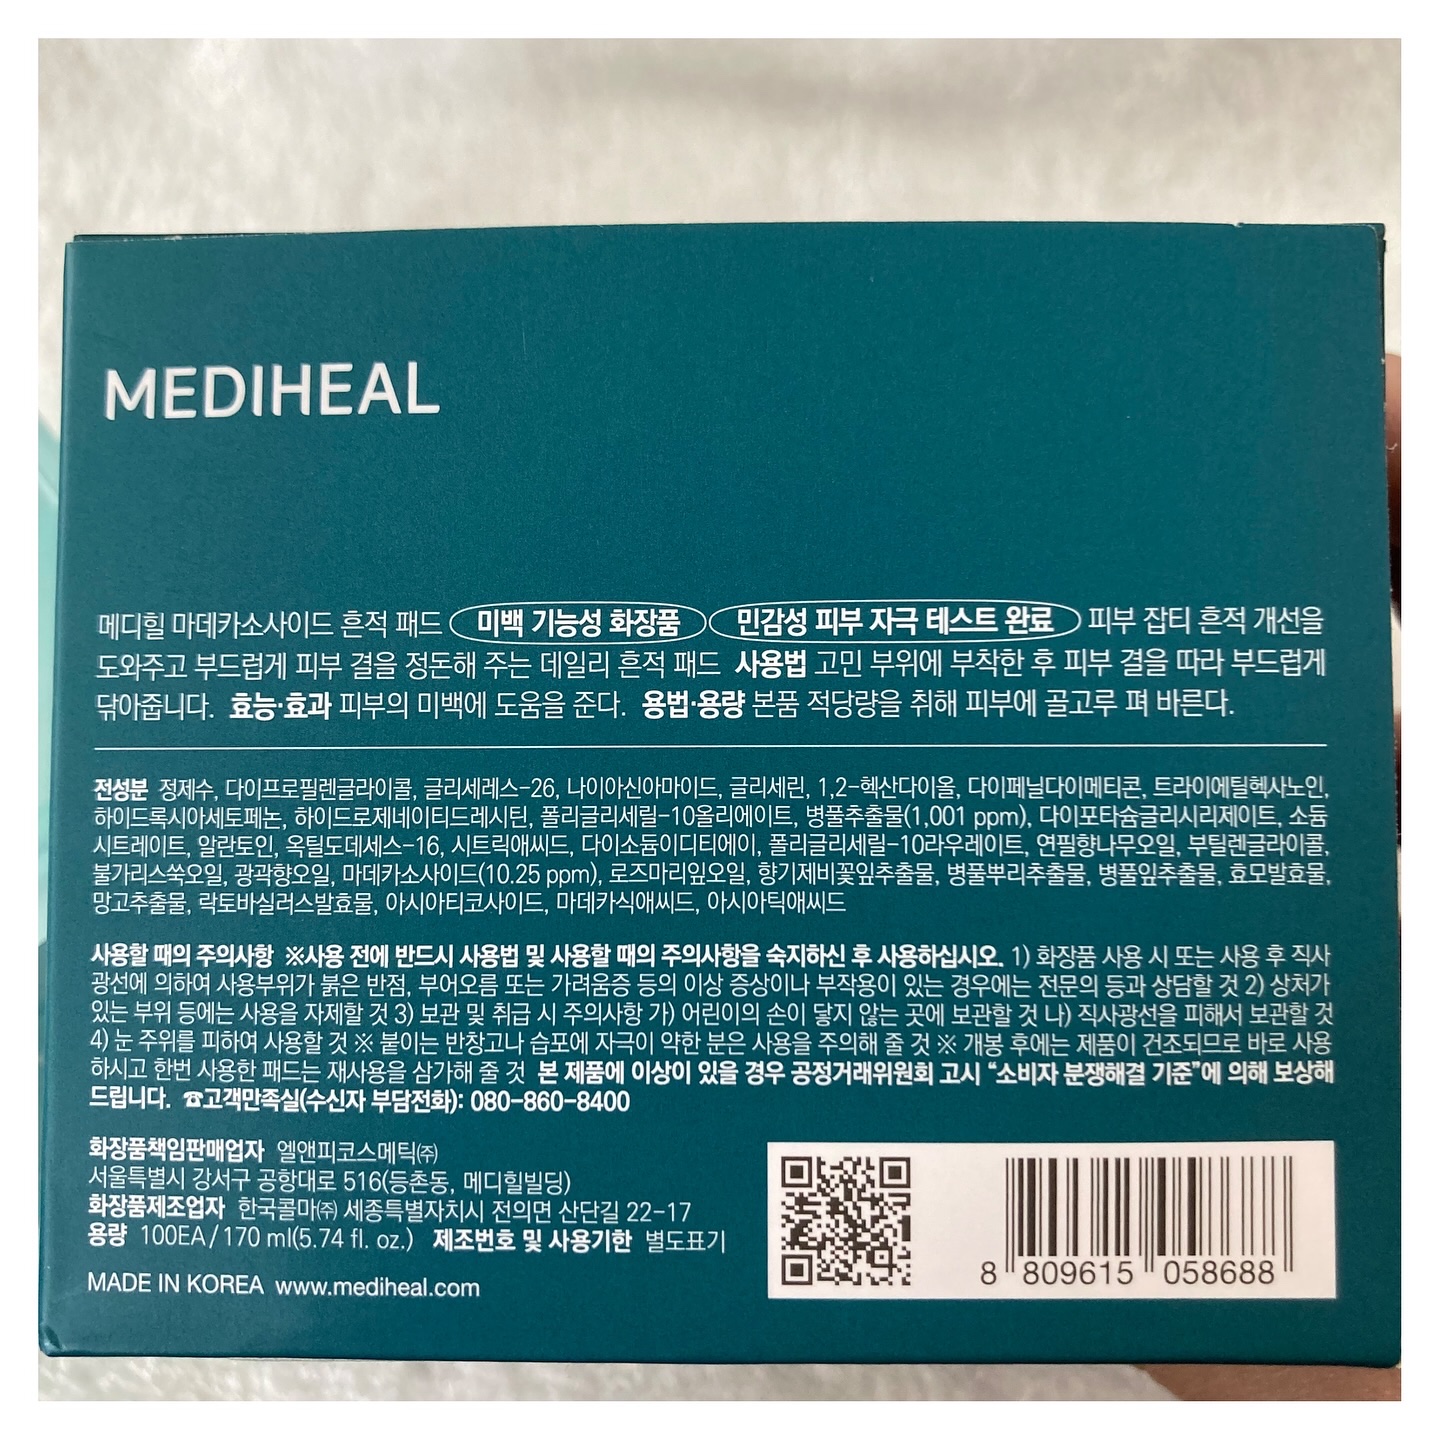 MEDIHEAL
메디힐 마데카소사이드 흔적 패드 미백 기능성 화장품 민감성 피부 자극 테스트 완료 피부 잡티 흔적 개선을
도와주고 부드럽게 피부 결을 정돈해 주는 데일리 흔적 패드 사용법 고민 부위에 부착한 후 피부 결을 따라 부드럽게
닦아줍니다. 효능·효과 피부의 미백에 도움을 준다. 용법·용량 본품 적당량을 취해 피부에 골고루 펴 바른다.
전성분 정제수, 다이프로필렌글라이콜, 글리세레스-26, 나이아신아마이드, 글리세린, 1,2-헥산다이올, 다이페닐다이메티콘, 트라이에틸헥사노인,
하이드록시아세토페논, 하이드로제네이티드레시틴, 폴리글리세릴-10올리에이트, 병풀추출물(1,001 ppm), 다이포타슘글리시리제이트, 소듐
시트레이트, 알란토인, 옥틸도데세스-16, 시트릭애씨드, 다이소듐이디티에이, 폴리글리세릴-10라우레이트, 연필향나무오일, 부틸렌글라이콜,
불가리스쑥오일, 광곽향오일, 마데카소사이드(10.25 ppm), 로즈마리잎오일, 향기제비꽃잎추출물, 병풀뿌리추출물, 병풀잎추출물, 효모발효물,
망고추출물, 락토바실러스발효물, 아시아티코사이드, 마데카식애씨드, 아시아틱애씨드
사용할 때의 주의사항 ※사용 전에 반드시 사용법 및 사용할 때의 주의사항을 숙지하신 후 사용하십시오. 1) 화장품 사용 시 또는 사용 후 직사
광선에 의하여 사용부위가 붉은 반점, 부어오름 또는 가려움증 등의 이상 증상이나 부작용이 있는 경우에는 전문의 등과 상담할 것 2) 상처가
있는 부위 등에는 사용을 자제할 것 3) 보관 및 취급 시 주의사항 가) 어린이의 손이 닿지 않는 곳에 보관할 것 나) 직사광선을 피해서 보관할 것
4) 눈 주위를 피하여 사용할 것 ※ 붙이는 반창고나 습포에 자극이 약한 분은 사용을 주의해 줄 것 ※ 개봉 후에는 제품이 건조되므로 바로 사용
하시고 한번 사용한 패드는 재사용을 삼가해 줄 것 본 제품에 이상이 있을 경우 공정거래위원회 고시 “소비자 분쟁해결 기준”에 의해 보상해
드립니다. ☎고객만족실(수신자 부담전화): 080-860-8400
화장품책임판매업자 엘앤피코스메틱㈜
서울특별시 강서구 공항대로 516(등촌동, 메디힐빌딩)
화장품제조업자 한국콜마㈜ 세종특별자치시 전의면 산단길 22-17
용량 100EA/170 ml(5.74 fl. oz.) 제조번호 및 사용기한 별도표기
MADE IN KOREA www.mediheal.com
8 809615 058688